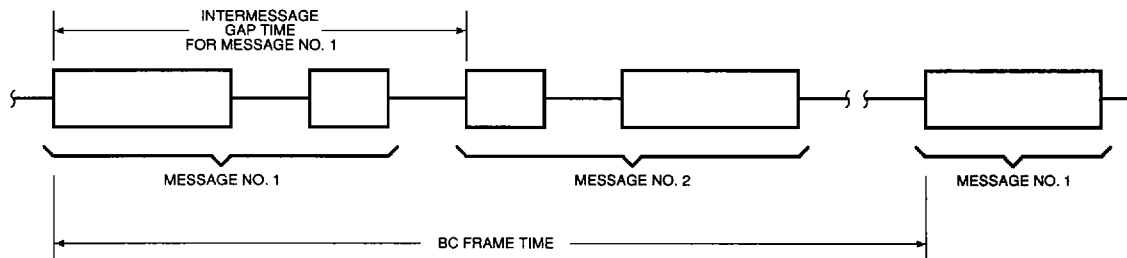 INTERMESSAGE
GAP TIME
FOR MESSAGE NO. 1
MESSAGE NO. 1
MESSAGE NO. 2
MESSAGE NO. 1
BC FRAME TIME